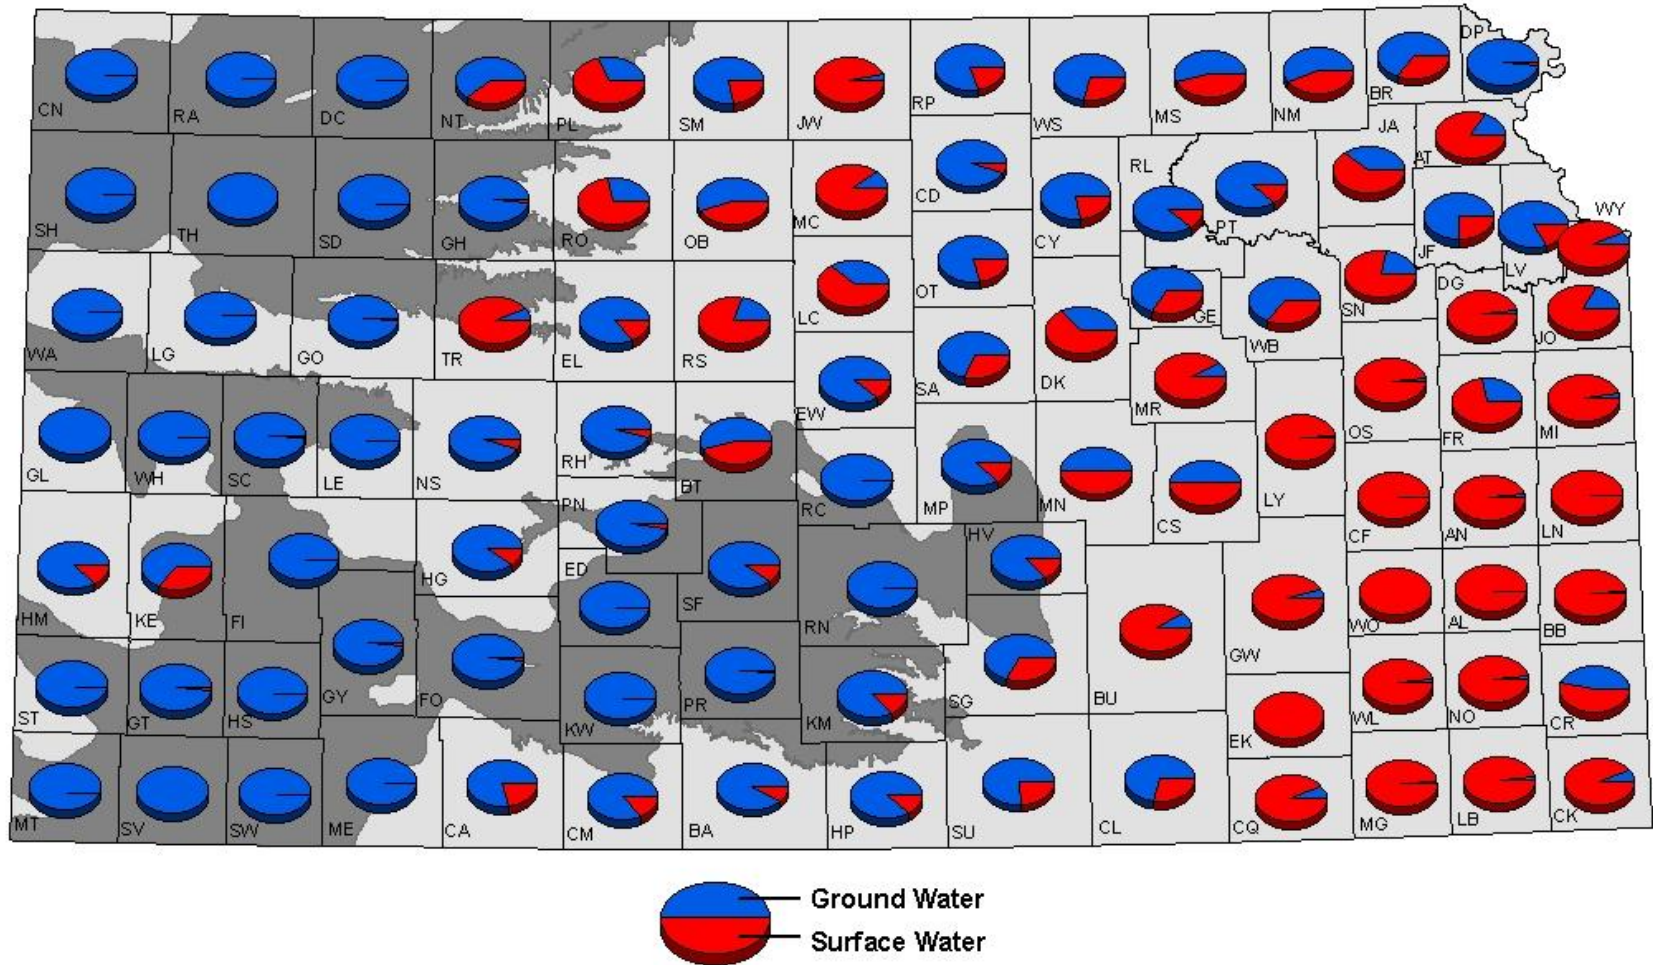 DP
CN
RA
DC
NT
PL
SM
JW
RP
WS
MS
NM
BR
JA
AT
SH
TH
SD
GH
RO
OB
MC
CD
CY
RL
PT
JF
LV
WY
WA
LG
GO
TR
EL
RS
LC
OT
DK
GE
WB
SN
DG
JO
GL
WH
SC
LE
NS
RH
BT
EW
SA
MR
LY
OS
FR
MI
HM
KE
FI
HG
PN
ED
SF
RC
MP
HV
MN
CS
CF
AN
LN
RN
WO
AL
BB
ST
GT
HS
GY
FO
KW
PR
KM
SG
BU
GW
EK
WL
NO
CR
MT
SV
SW
ME
CA
CM
BA
HP
SU
CL
CQ
MG
LB
CK
Ground Water
Surface Water